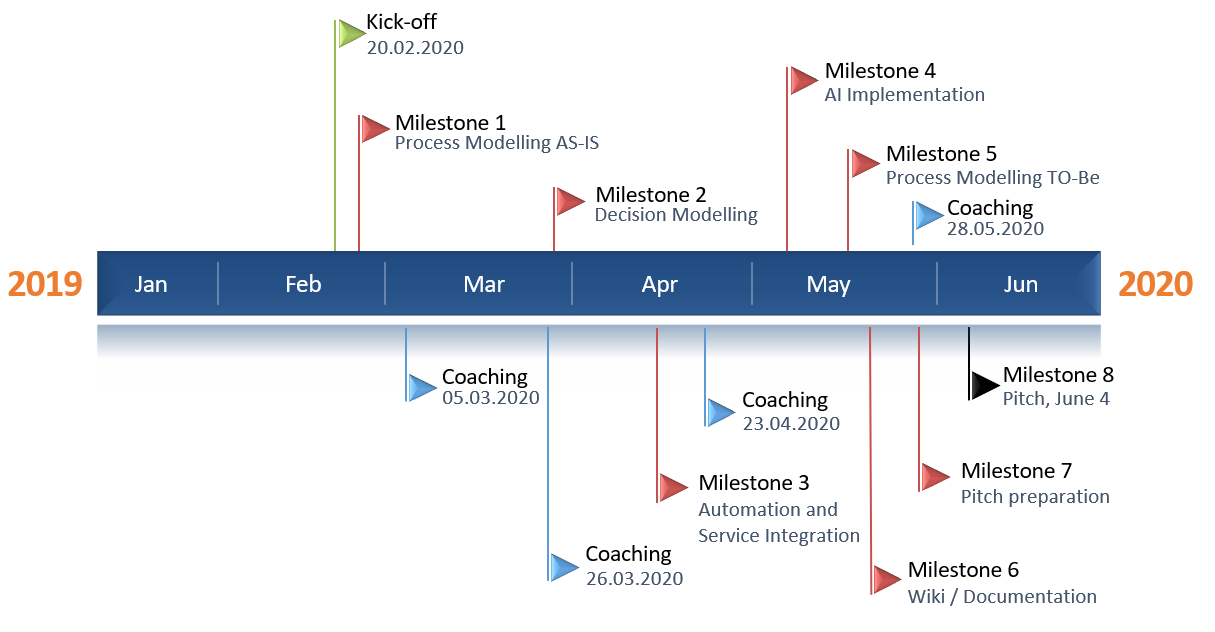 Kick-off
20.02.2020
Milestone 1
Process Modelling AS-IS
Milestone 2
Decision Modelling
Milestone 4
AI Implementation
Milestone 5
Process Modelling TO-Be
Coaching
28.05.2020
2019
Jan
Feb
Mar
Apr
May
Jun
2020
Coaching
05.03.2020
Coaching
26.03.2020
Milestone 3
Automation and
Service Integration
Coaching
23.04.2020
Milestone 6
Wiki / Documentation
Milestone 7
Pitch preparation
Milestone 8
Pitch, June 4